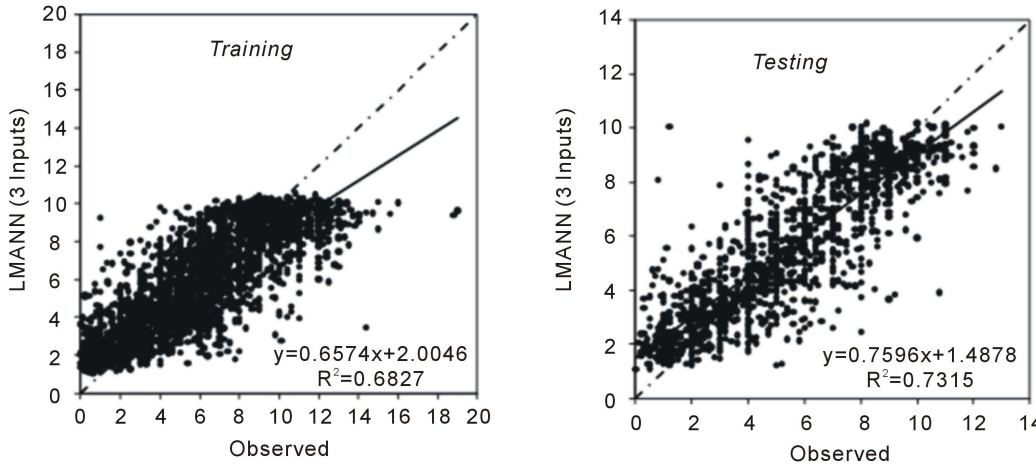 Training
LMANN (3 Inputs)
20
18
16
14
12
10
8
6
4
2
0
y=0.6574x+2.0046
R²=0.6827
0 2 4 6 8 10 12 14 16 18 20
Observed
Testing
LMANN (3 Inputs)
14
12
10
8
6
4
2
0
y=0.7596x+1.4878
R²=0.7315
0 2 4 6 8 10 12 14
Observed